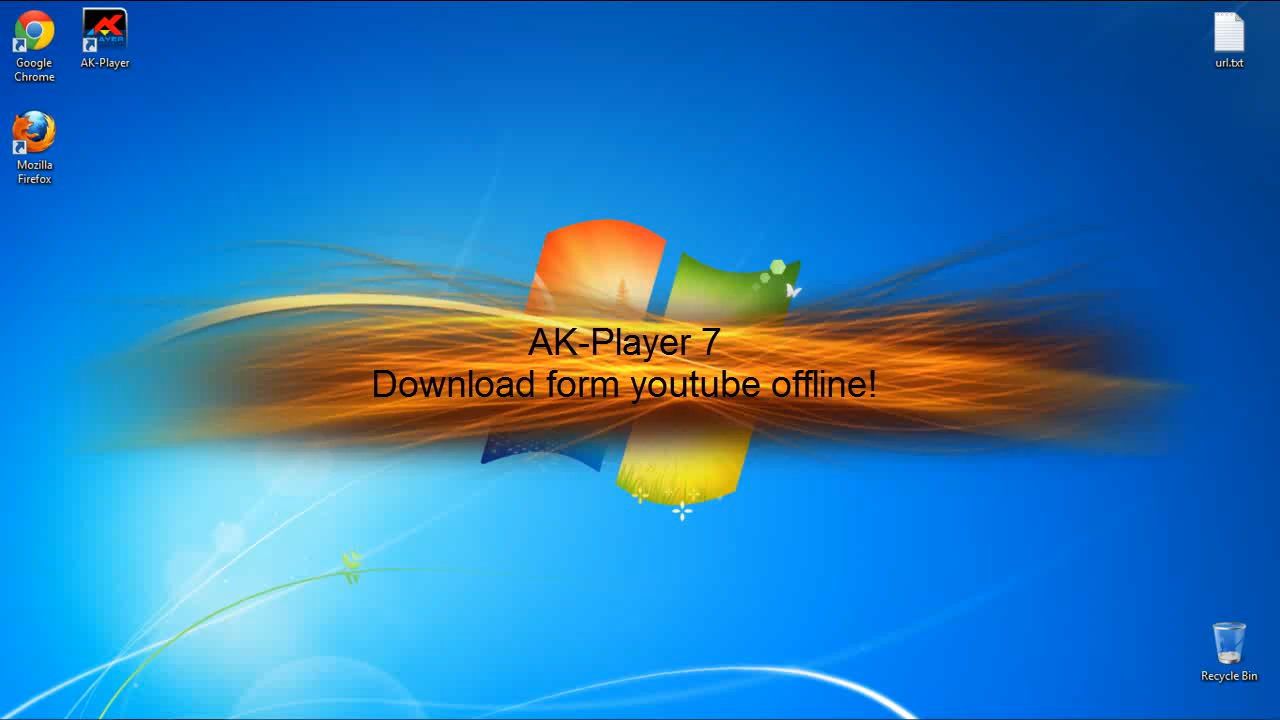 Google
Chrome
AK-Player
url.txt
Mozilla
Firefox
AK-Player 7
Download form youtube offline!
Recycle Bin